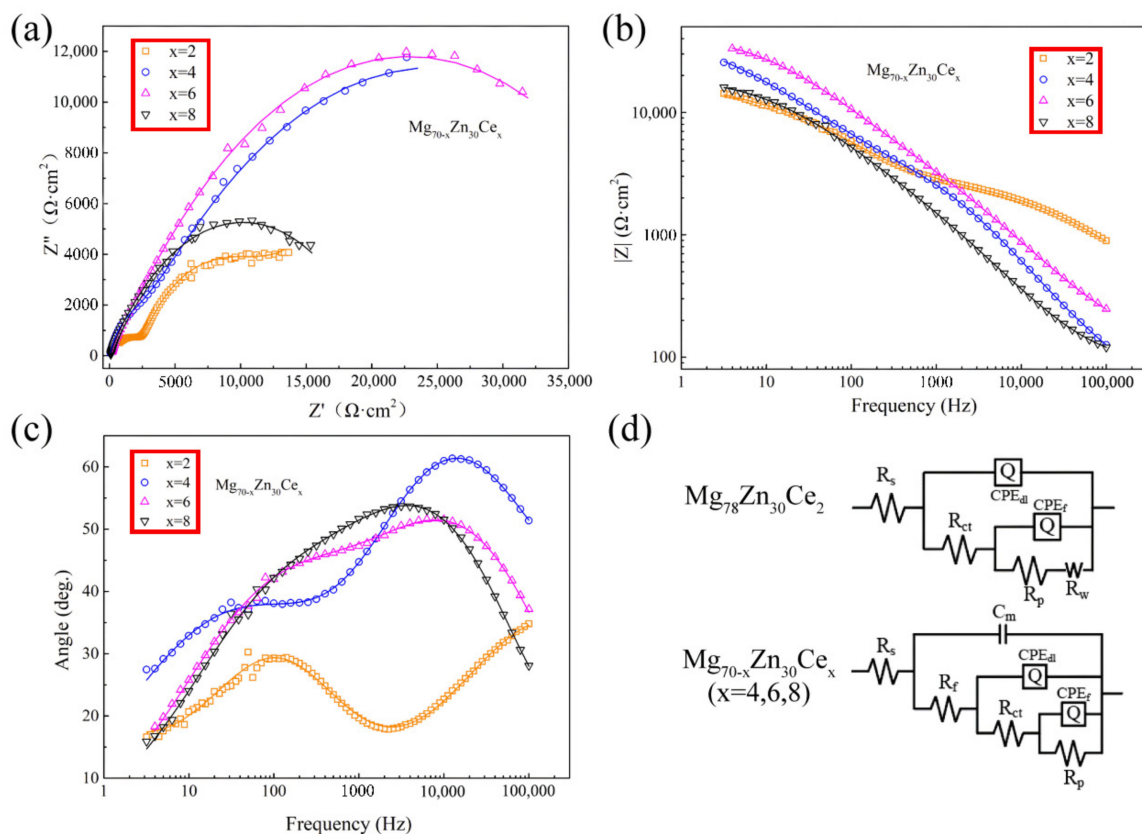 (a)
x=2
x=4
x=6
x=8
Mg70-xZn30Cex
12,000
10,000
8000
6000
4000
2000
0
Z" (Ω·cm²)
0 5000 10,000 15,000 20,000 25,000 30,000 35,000
Z' (Ω·cm²)
(b)
Mg70-xZn30Cex
x=2
x=4
x=6
x=8
10,000
1000
100
|Z| (Ω·cm²)
1 10 100 1000 10,000 100,000
Frequency (Hz)
(c)
x=2
x=4
x=6
x=8
Mg70-xZn30Cex
60
50
40
30
20
10
Angle (deg.)
1 10 100 1000 10,000 100,000
Frequency (Hz)
(d)
Mg78Zn30Ce2
Rs
Q
CPEdl
CPEf
Rct
Q
Rp
Rw
Mg70-xZn30Cex
(x=4,6,8)
Cm
Rs
CPEdl
Rf
Q
CPEf
Rct
Q
Rp